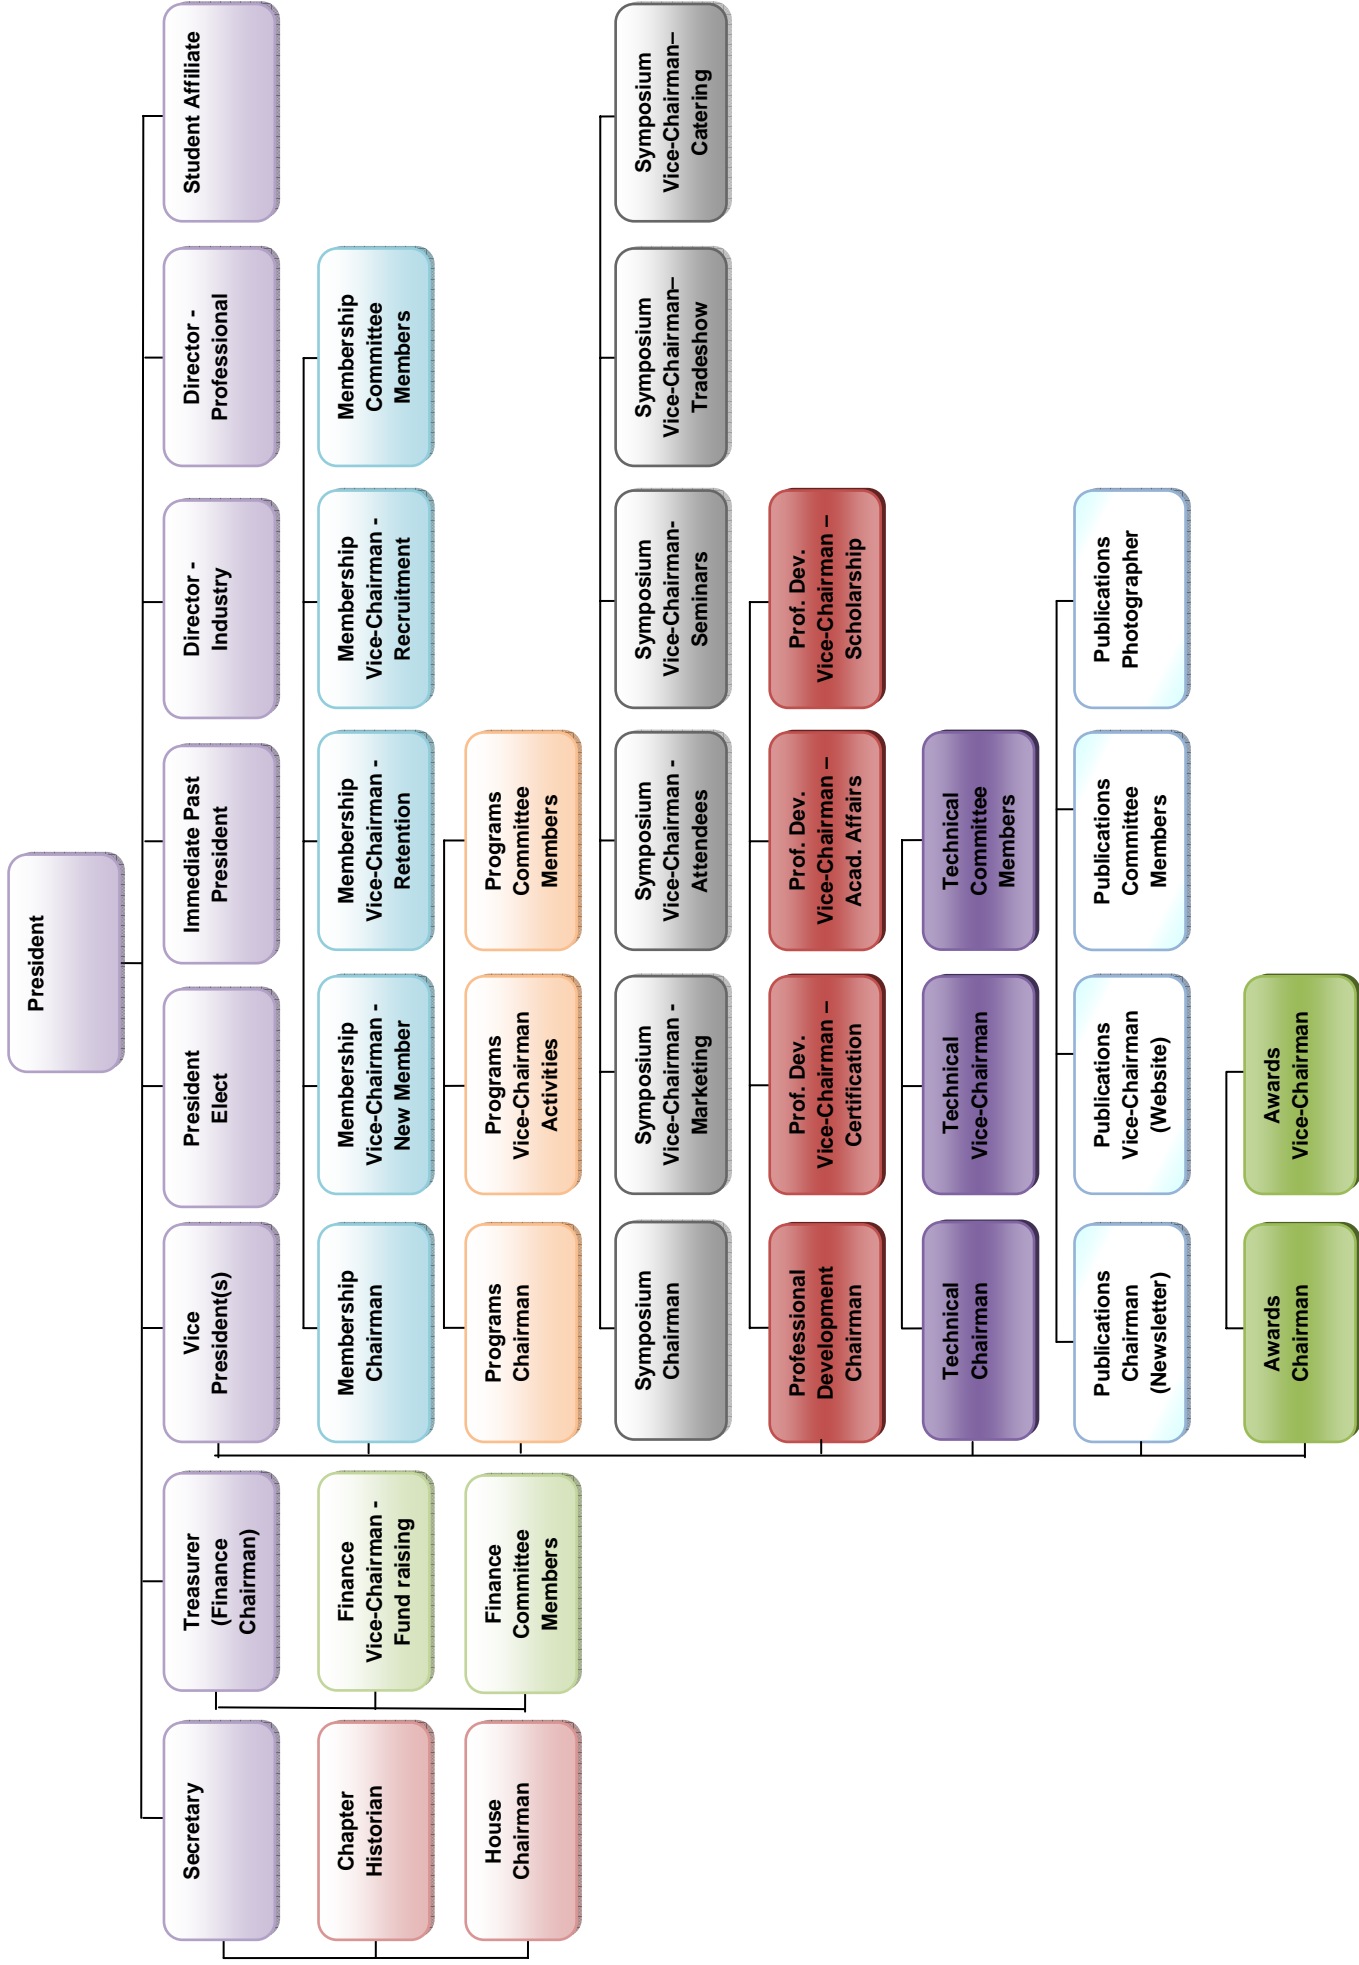 President
Secretary
Treasurer
(Finance
Chairman)
Vice
President(s)
President
Elect
Immediate Past
President
Director -
Industry
Director -
Professional
Student Affiliate
Chapter
Historian
Finance
Vice-Chairman -
Fund raising
Membership
Chairman
Membership
Vice-Chairman -
New Member
Membership
Vice-Chairman -
Retention
Membership
Vice-Chairman -
Recruitment
Membership
Committee
Members
House
Chairman
Finance
Committee
Members
Programs
Chairman
Programs
Vice-Chairman
Activities
Programs
Committee
Members
Symposium
Chairman
Symposium
Vice-Chairman -
Marketing
Symposium
Vice-Chairman -
Attendees
Symposium
Vice-Chairman-
Seminars
Symposium
Vice-Chairman–
Tradeshow
Symposium
Vice-Chairman–
Catering
Professional
Development
Chairman
Prof. Dev.
Vice-Chairman –
Certification
Prof. Dev.
Vice-Chairman –
Acad. Affairs
Prof. Dev.
Vice-Chairman –
Scholarship
Technical
Chairman
Technical
Vice-Chairman
Technical
Committee
Members
Publications
Chairman
(Newsletter)
Publications
Vice-Chairman
(Website)
Publications
Committee
Members
Publications
Photographer
Awards
Chairman
Awards
Vice-Chairman